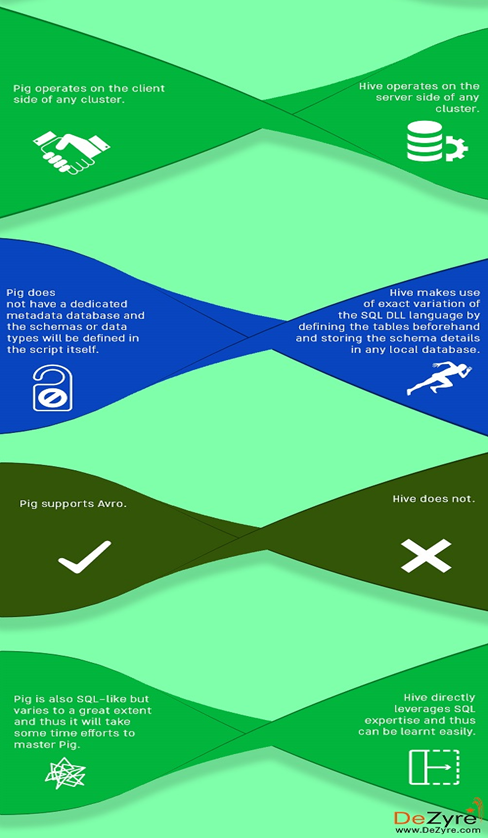 Pig operates on the client
side of any cluster.
Hive operates on the
server side of any
cluster.
Pig does
not have a dedicated
metadata database and
the schemas or data
types will be defined in
the script itself.
Hive makes use
of exact variation of
the SQL DLL language by
defining the tables beforehand
and storing the schema details
in any local database.
Pig supports Avro.
Hive does not.
Pig is also SQL-like but
varies to a great extent
and thus it will take
some time efforts to
master Pig.
Hive directly
leverages SQL
expertise and thus
can be learnt easily.
DeZyre
www.DeZyre.com